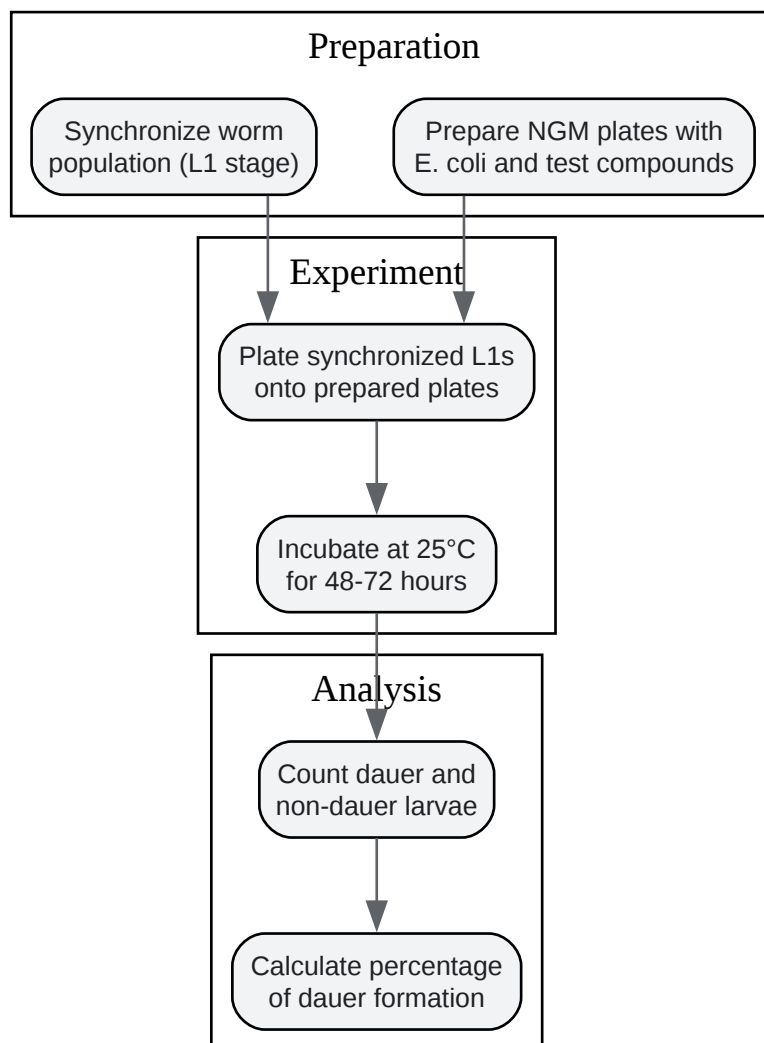 Preparation
Synchronize worm
population (L1 stage)
Prepare NGM plates with
E. coli and test compounds
Experiment
Plate synchronized L1s
onto prepared plates
Incubate at 25°C
for 48-72 hours
Analysis
Count dauer and
non-dauer larvae
Calculate percentage
of dauer formation